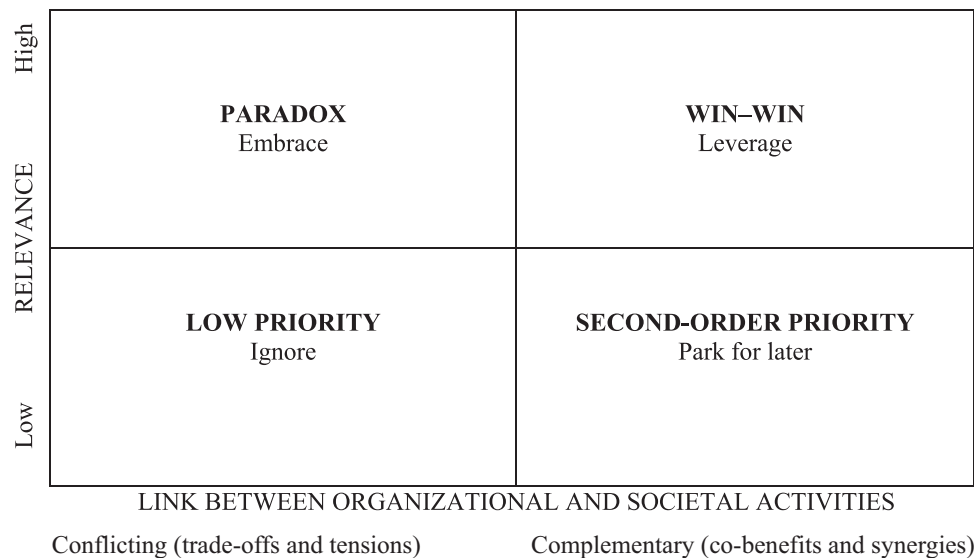 High
PARADOX
Embrace
WIN–WIN
Leverage
RELEVANCE
LOW PRIORITY
Ignore
SECOND-ORDER PRIORITY
Park for later
Low
LINK BETWEEN ORGANIZATIONAL AND SOCIETAL ACTIVITIES
Conflicting (trade-offs and tensions)
Complementary (co-benefits and synergies)